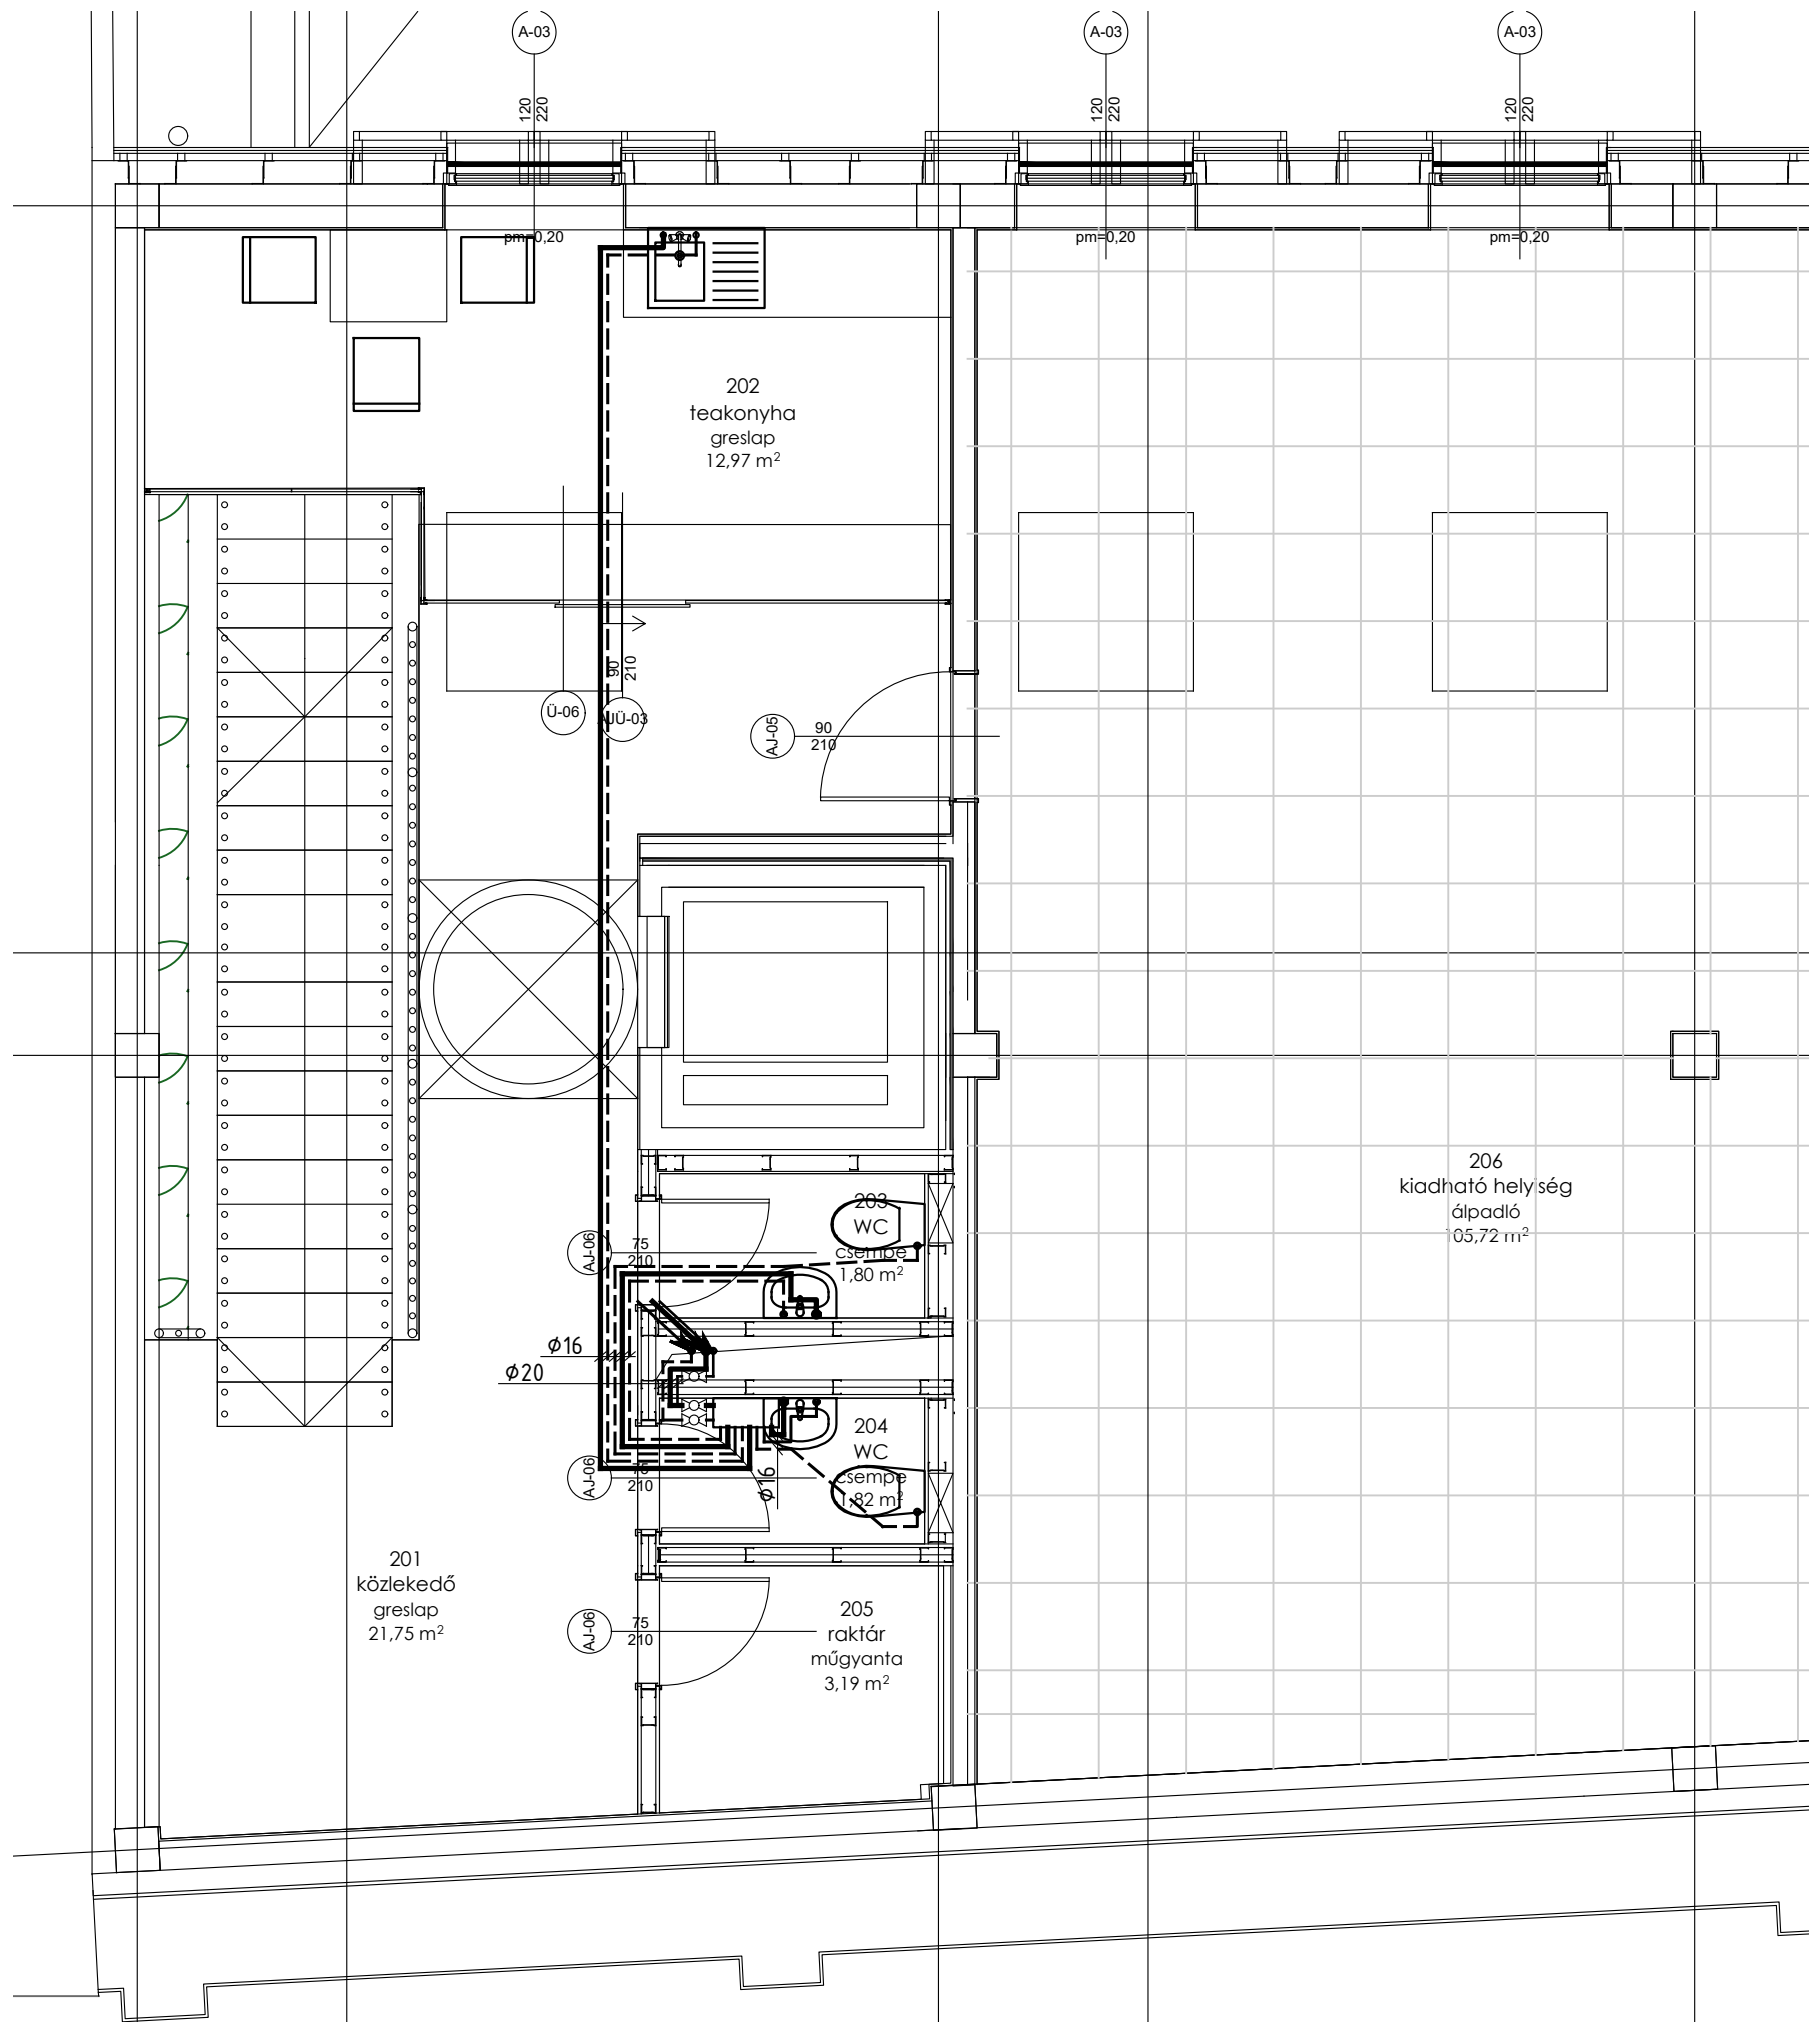 A-03
A-03
A-03
120
220
120
220
120
220
pm=0,20
pm=0,20
pm=0,20
202
teakonyha
greslap
12,97 m²
90
210
Ü-06
AJÜ-03
AJ-05
90
210
206
kiadható helyiség
álpadló
105,72 m²
203
WC
csempe
1,80 m²
AJ-06
75
210
ϕ16
ϕ20
204
WC
csempe
1,82 m²
AJ-06
75
210
ϕ16
201
közlekedő
greslap
21,75 m²
AJ-06
75
210
205
raktár
műgyanta
3,19 m²